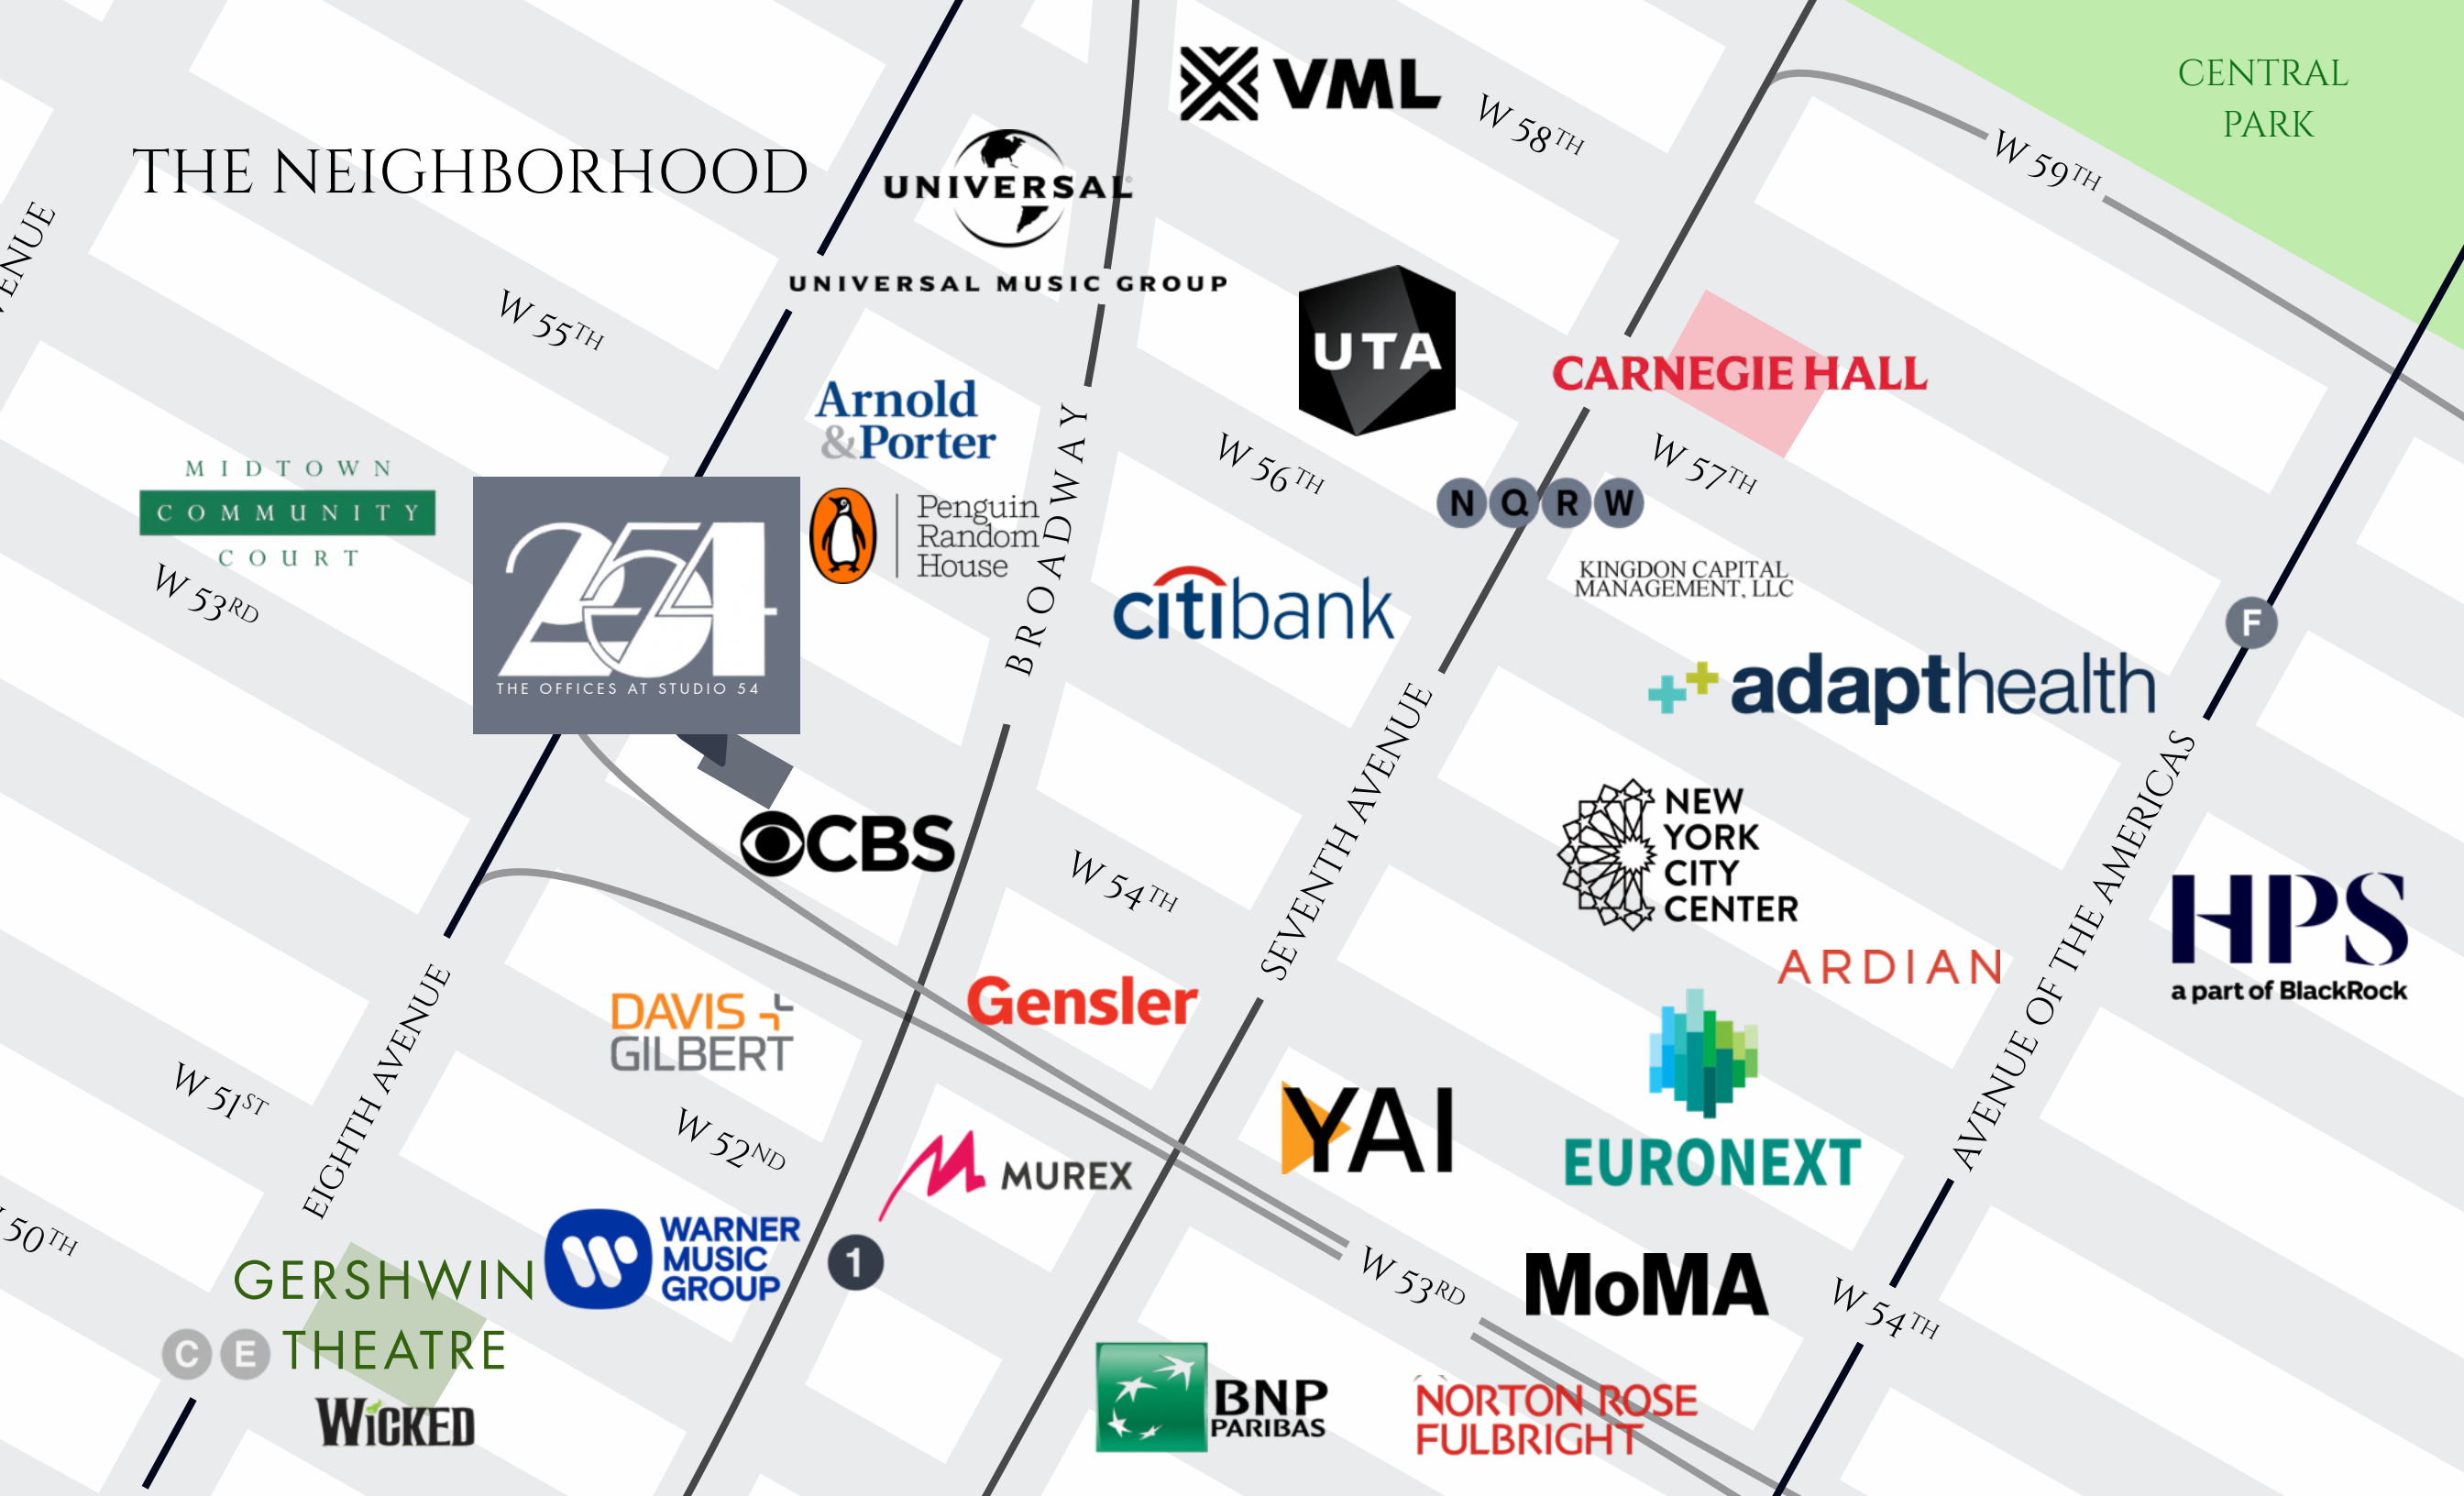 CENTRAL
PARK
VML
W 58TH
THE NEIGHBORHOOD
W 59TH
UNIVERSAL
UNIVERSAL MUSIC GROUP
W 55TH
UTA
CARNEGIE HALL
Arnold
&Porter
BROADWAY
W 56TH
W 57TH
MIDTOWN
COMMUNITY
COURT
N Q R W
Penguin
Random
House
254
THE OFFICES AT STUDIO 54
KINGDON CAPITAL
MANAGEMENT, LLC
W 53RD
citibank
F
adapthealth
SEVENTH AVENUE
AVENUE OF THE AMERICAS
NEW
YORK
CITY
CENTER
CBS
W 54TH
HPS
a part of BlackRock
ARDIAN
Gensler
DAVIS
GILBERT
EIGHTH AVENUE
W 51ST
W 52ND
YAI
EURONEXT
MUREX
50TH
WARNER
MUSIC
GROUP
1
W 53RD
MoMA
W 54TH
GERSHWIN
THEATRE
C E
WICKED
BNP
PARIBAS
NORTON ROSE
FULBRIGHT